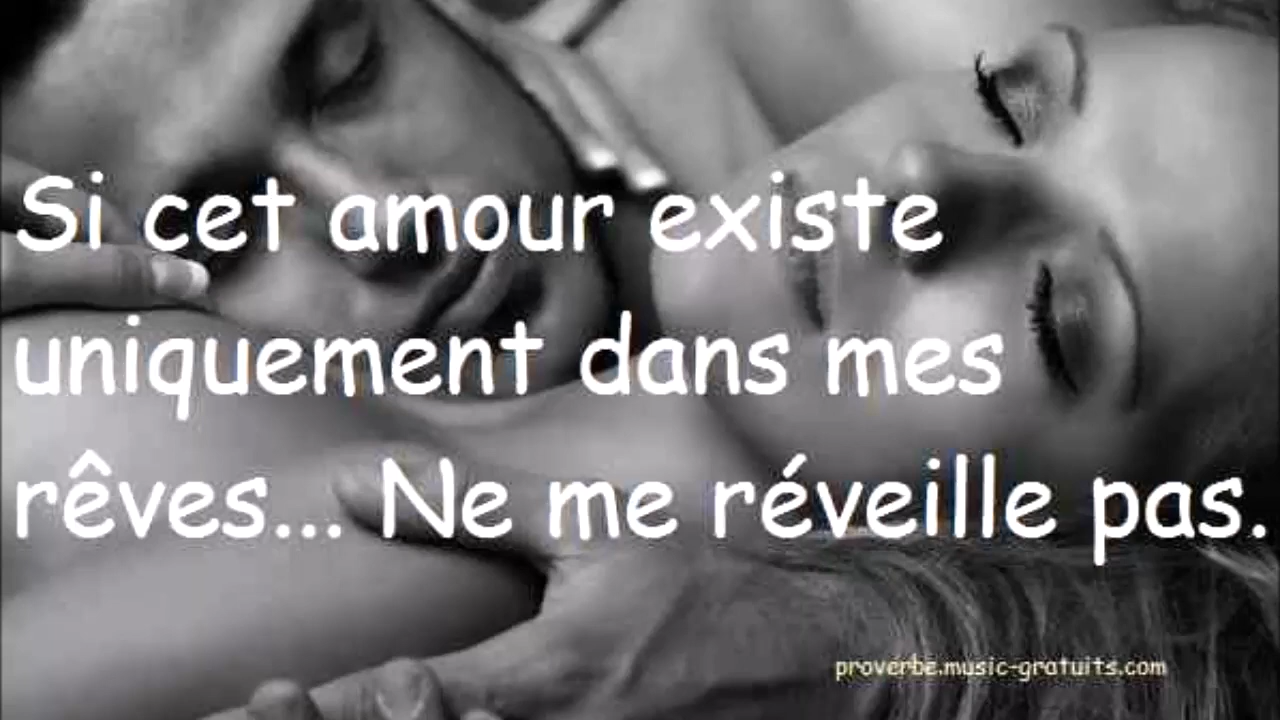 Si cet amour existe
uniquement dans mes
rêves... Ne me réveille pas.
proverbe.music-gratuits.com